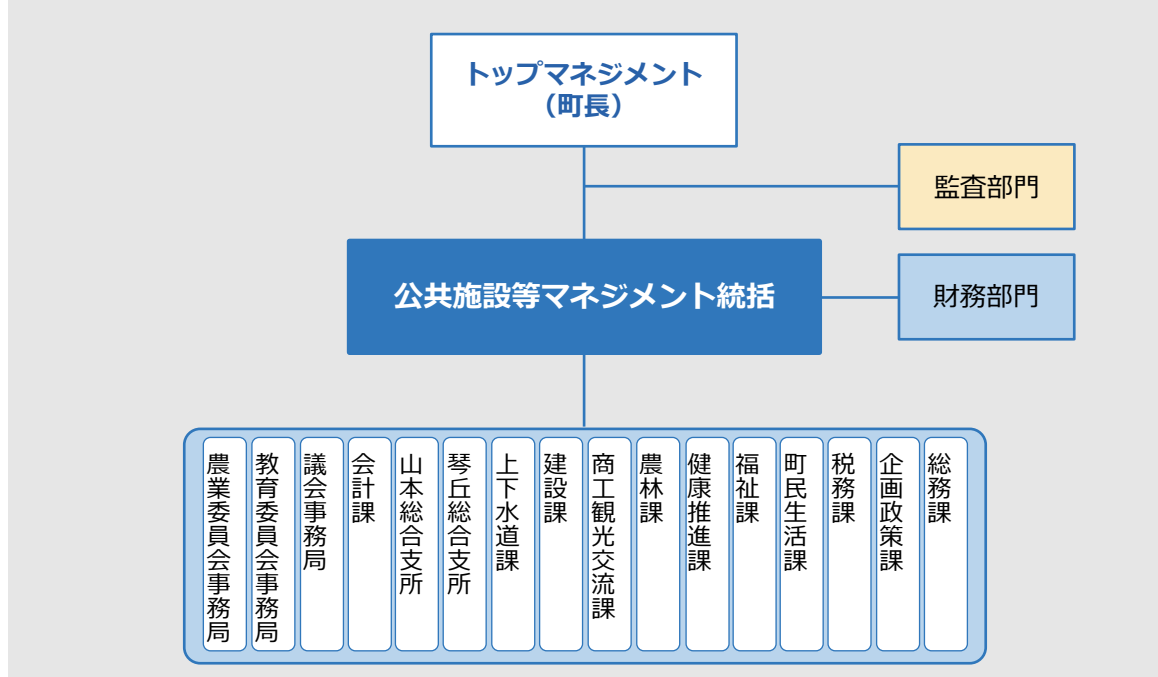 トップマネジメント
（町長）
監査部門
公共施設等マネジメント統括
財務部門
総務課
企画政策課
税務課
町民生活課
福祉課
健康推進課
農林課
商工観光交流課
建設課
上下水道課
琴丘総合支所
山本総合支所
会計課
議会事務局
教育委員会事務局
農業委員会事務局